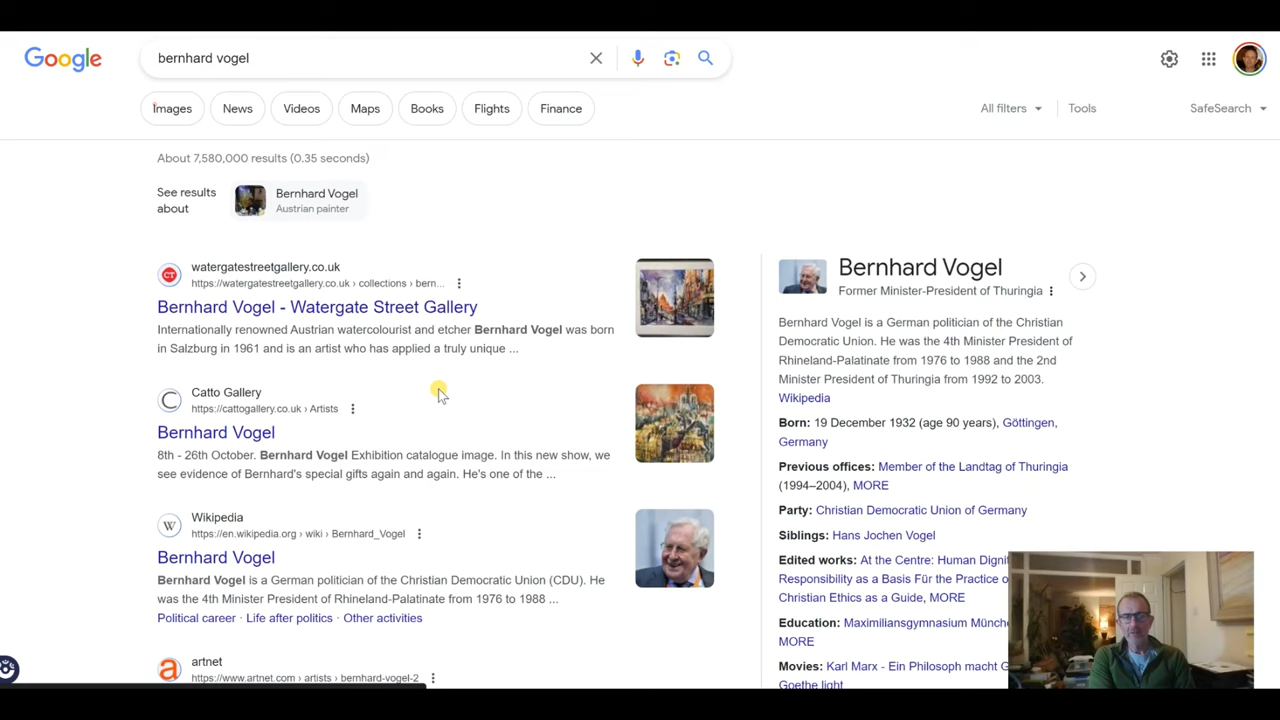 Google
bernhard vogel
Images
News
Videos
Maps
Books
Flights
Finance
All filters
Tools
SafeSearch
About 7,580,000 results (0.35 seconds)
See results
about
Bernhard Vogel
Austrian painter
watergatestreetgallery.co.uk
https://watergatestreetgallery.co.uk › collections › bern...
Bernhard Vogel - Watergate Street Gallery
Internationally renowned Austrian watercolourist and etcher Bernhard Vogel was born
in Salzburg in 1961 and is an artist who has applied a truly unique ...
Catto Gallery
https://cattogallery.co.uk › Artists
Bernhard Vogel
8th - 26th October. Bernhard Vogel Exhibition catalogue image. In this new show, we
see evidence of Bernhard's special gifts again and again. He's one of the ...
W
Wikipedia
https://en.wikipedia.org › wiki › Bernhard_Vogel
Bernhard Vogel
Bernhard Vogel is a German politician of the Christian Democratic Union (CDU). He
was the 4th Minister President of Rhineland-Palatinate from 1976 to 1988 ...
Political career · Life after politics · Other activities
a
artnet
https://www.artnet.com › artists › bernhard-vogel-2
Bernhard Vogel
Former Minister-President of Thuringia
Bernhard Vogel is a German politician of the Christian
Democratic Union. He was the 4th Minister President of
Rhineland-Palatinate from 1976 to 1988 and the 2nd
Minister President of Thuringia from 1992 to 2003.
Wikipedia
Born: 19 December 1932 (age 90 years), Göttingen,
Germany
Previous offices: Member of the Landtag of Thuringia
(1994–2004), MORE
Party: Christian Democratic Union of Germany
Siblings: Hans Jochen Vogel
Edited works: At the Centre: Human Digni
Responsibility as a Basis Für the Practice o
Christian Ethics as a Guide, MORE
Education: Maximiliansgymnasium Münche
MORE
Movies: Karl Marx - Ein Philosoph macht G
Goethe light